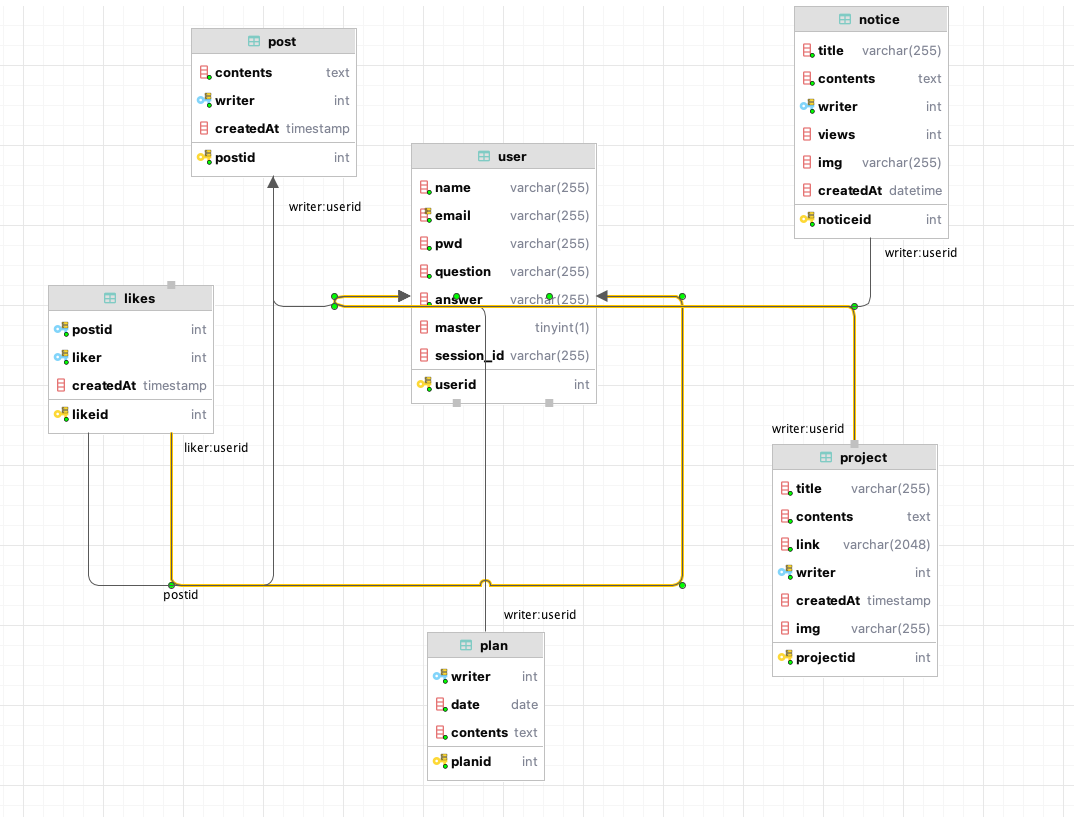 post
contents text
writer int
createdAt timestamp
postid int
writer:userid
notice
title varchar(255)
contents text
writer int
views int
img varchar(255)
createdAt datetime
noticeid int
writer:userid
user
name varchar(255)
email varchar(255)
pwd varchar(255)
question varchar(255)
answer varchar(255)
master tinyint(1)
session_id varchar(255)
userid int
likes
postid int
liker int
createdAt timestamp
likeid int
liker:userid
postid
writer:userid
project
title varchar(255)
contents text
link varchar(2048)
writer int
createdAt timestamp
img varchar(255)
projectid int
writer:userid
plan
writer int
date date
contents text
planid int